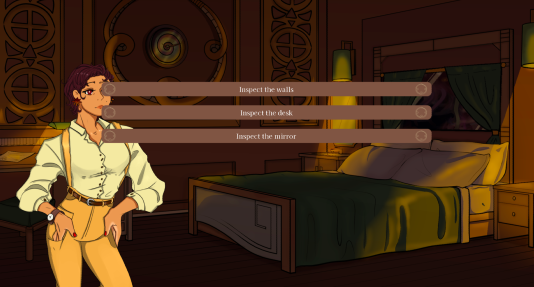 Inspect the walls
Inspect the desk
Inspect the mirror